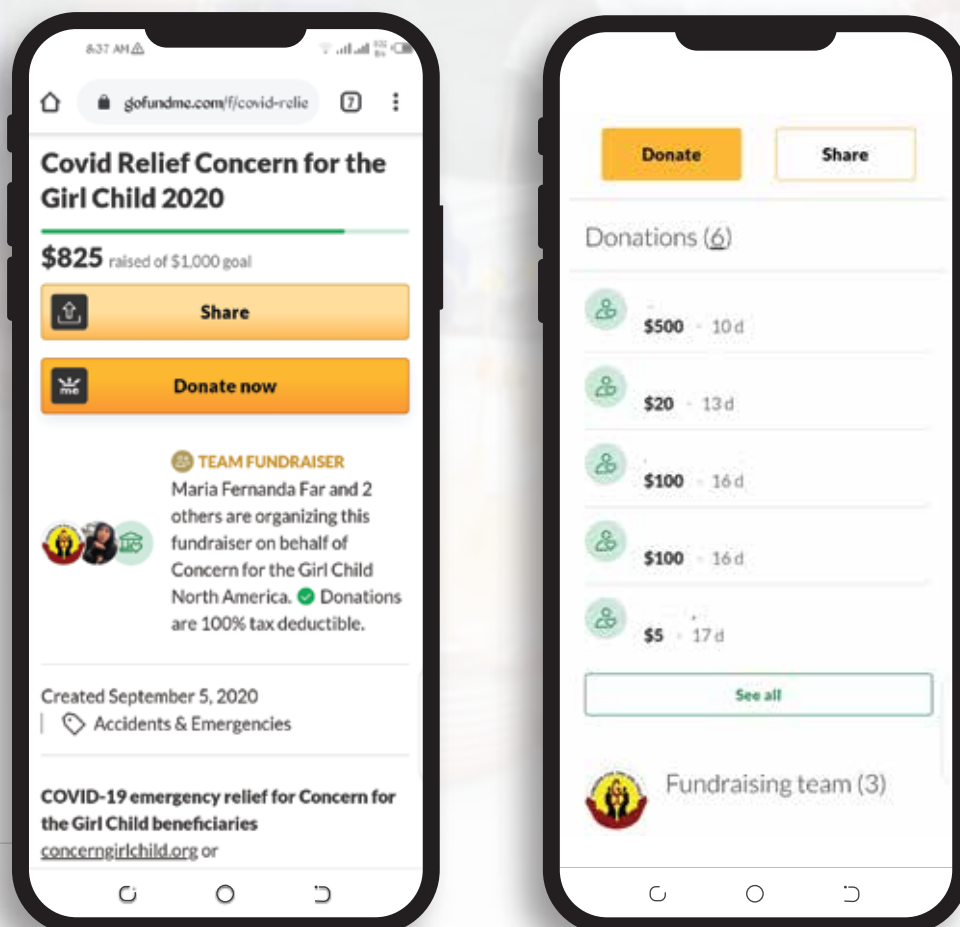 8:37 AM
gofundme.com/f/covid-relie
7
Covid Relief Concern for the
Girl Child 2020
$825 raised of $1,000 goal
Share
me
Donate now
TEAM FUNDRAISER
Maria Fernanda Far and 2
others are organizing this
fundraiser on behalf of
Concern for the Girl Child
North America. Donations
are 100% tax deductible.
Created September 5, 2020
Accidents & Emergencies
COVID-19 emergency relief for Concern for
the Girl Child beneficiaries
concerngirlchild.org or
Donate
Share
Donations (6)
$500 10 d
$20 13 d
$100 16 d
$100 16 d
$5 17 d
See all
Fundraising team (3)